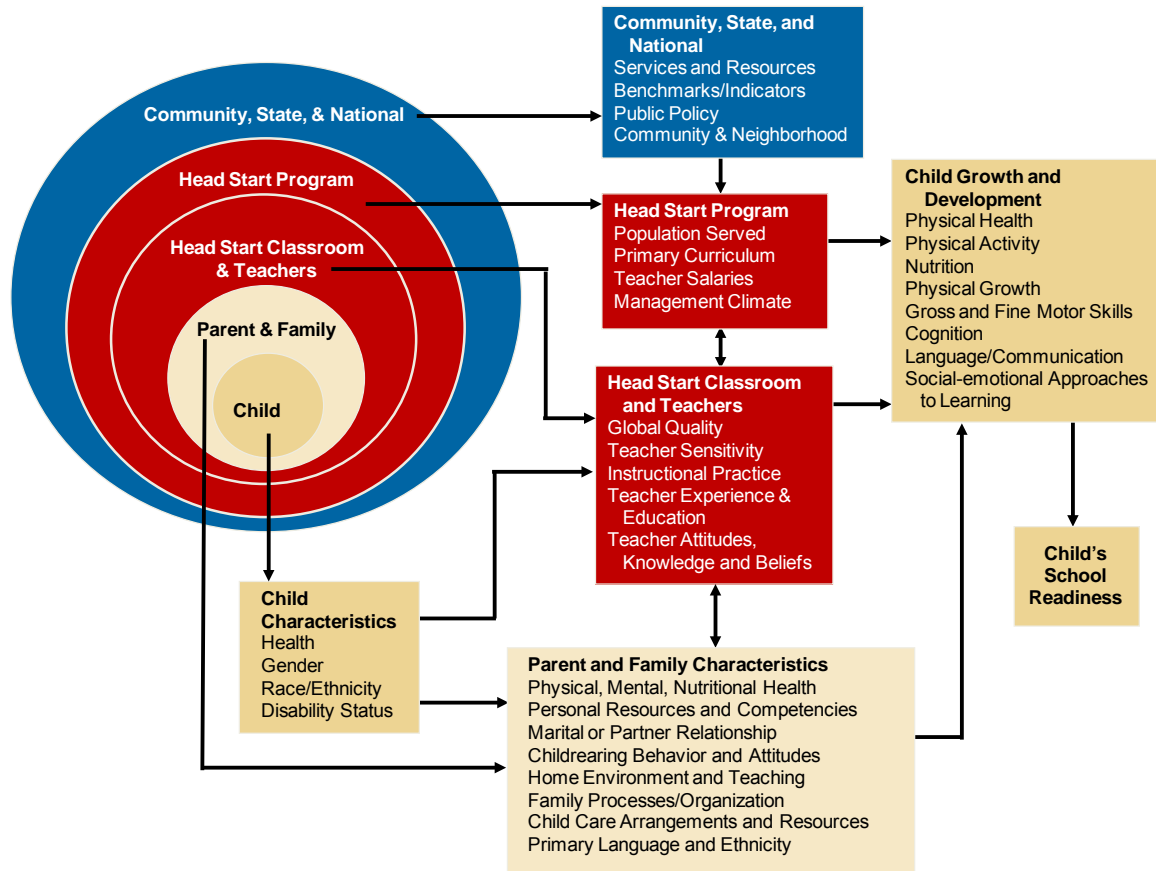 Community, State, & National
Head Start Program
Head Start Classroom
& Teachers
Parent & Family
Child
Community, State, and
National
Services and Resources
Benchmarks/Indicators
Public Policy
Community & Neighborhood
Head Start Program
Population Served
Primary Curriculum
Teacher Salaries
Management Climate
Head Start Classroom
and Teachers
Global Quality
Teacher Sensitivity
Instructional Practice
Teacher Experience &
Education
Teacher Attitudes,
Knowledge and Beliefs
Child Growth and
Development
Physical Health
Physical Activity
Nutrition
Physical Growth
Gross and Fine Motor Skills
Cognition
Language/Communication
Social-emotional Approaches
to Learning
Child's
School
Readiness
Child
Characteristics
Health
Gender
Race/Ethnicity
Disability Status
Parent and Family Characteristics
Physical, Mental, Nutritional Health
Personal Resources and Competencies
Marital or Partner Relationship
Childrearing Behavior and Attitudes
Home Environment and Teaching
Family Processes/Organization
Child Care Arrangements and Resources
Primary Language and Ethnicity